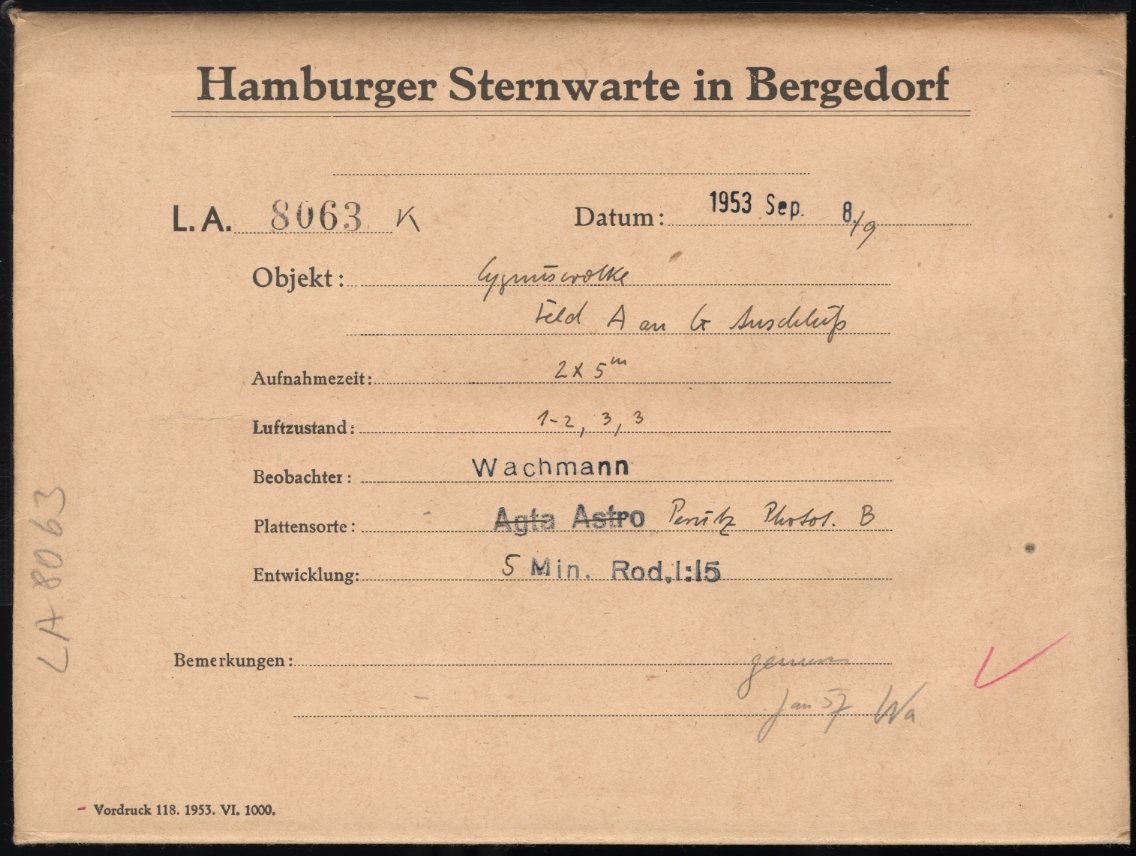 Hamburger Sternwarte in Bergedorf
L.A. 8063 K Datum: 1953 Sep. 8/9
Objekt: Cygnuswolke
Feld A an G Anschluß
Aufnahmezeit: 2 x 5ᵐ
Luftzustand: 1-2, 3, 3
Beobachter: Wachmann
Plattensorte: Agfa Astro Perutz Photot. B
Entwicklung: 5 Min. Rod. 1:15
Bemerkungen: gemessen
Jan 57 Wa
LA 8063
Vordruck 118. 1953. VI. 1000.